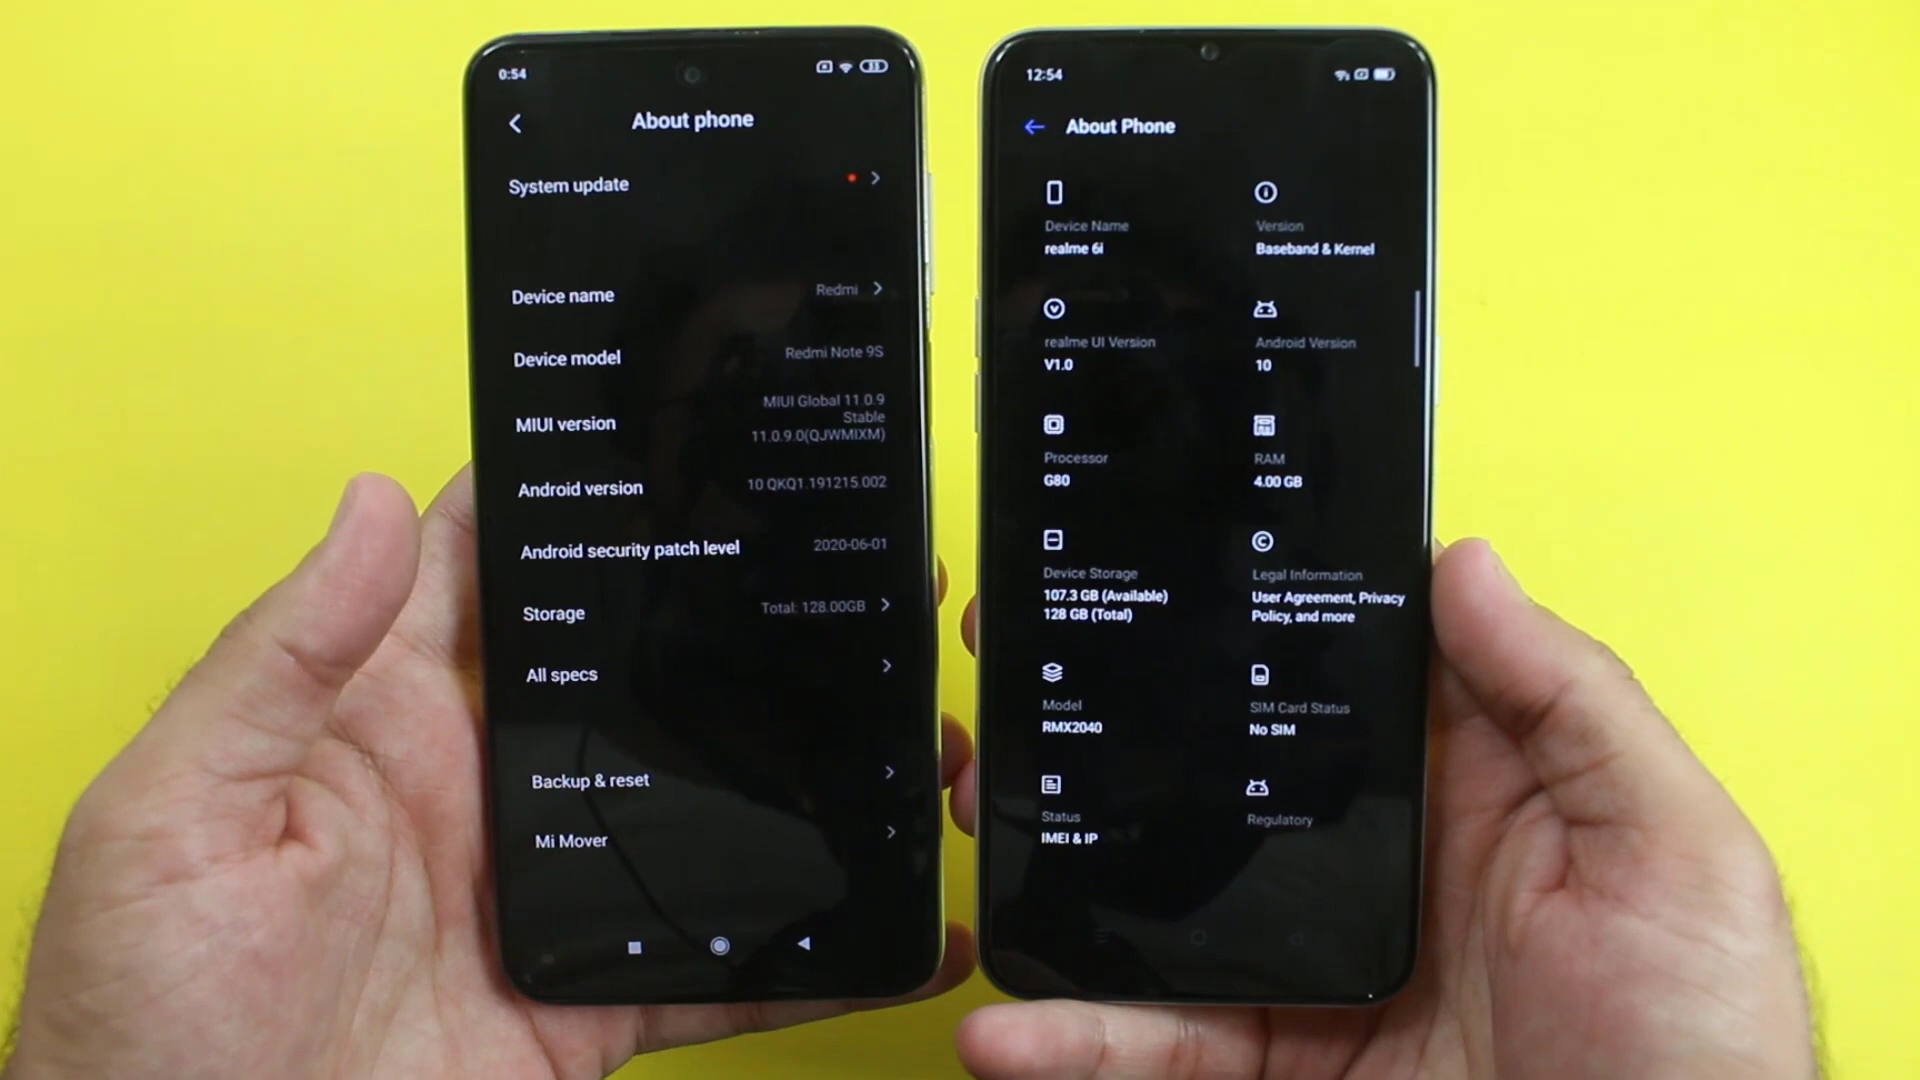 0:54
33
About phone
System update
Device name
Redmi
Device model
Redmi Note 9S
MIUI version
MIUI Global 11.0.9
Stable
11.0.9.0(QJWMIXM)
Android version
10 QKQ1.191215.002
Android security patch level
2020-06-01
Storage
Total: 128.00GB
All specs
Backup & reset
Mi Mover
12:54
About Phone
Device Name
realme 6i
Version
Baseband & Kernel
realme UI Version
V1.0
Android Version
10
Processor
G80
RAM
4.00 GB
Device Storage
107.3 GB (Available)
128 GB (Total)
Legal Information
User Agreement, Privacy
Policy, and more
Model
RMX2040
SIM Card Status
No SIM
Status
IMEI & IP
Regulatory